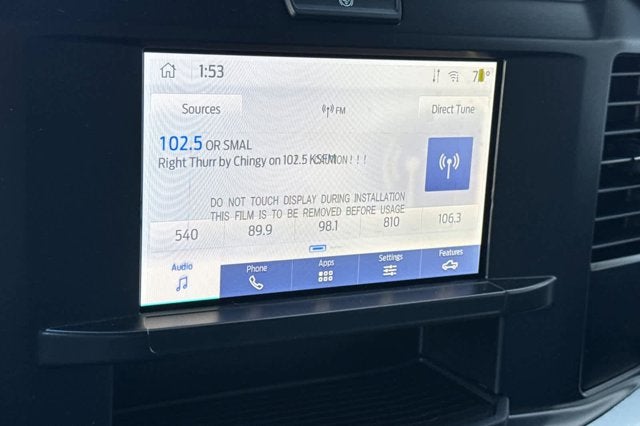 1:53
Sources
FM
Direct Tune
102.5 OR SMAL
Right Thurr by Chingy on 102.5 KSFM
CAUTION ! ! !
DO NOT TOUCH DISPLAY DURING INSTALLATION
THIS FILM IS TO BE REMOVED BEFORE USAGE
540 89.9 98.1 810 106.3
Audio Phone Apps Settings Features